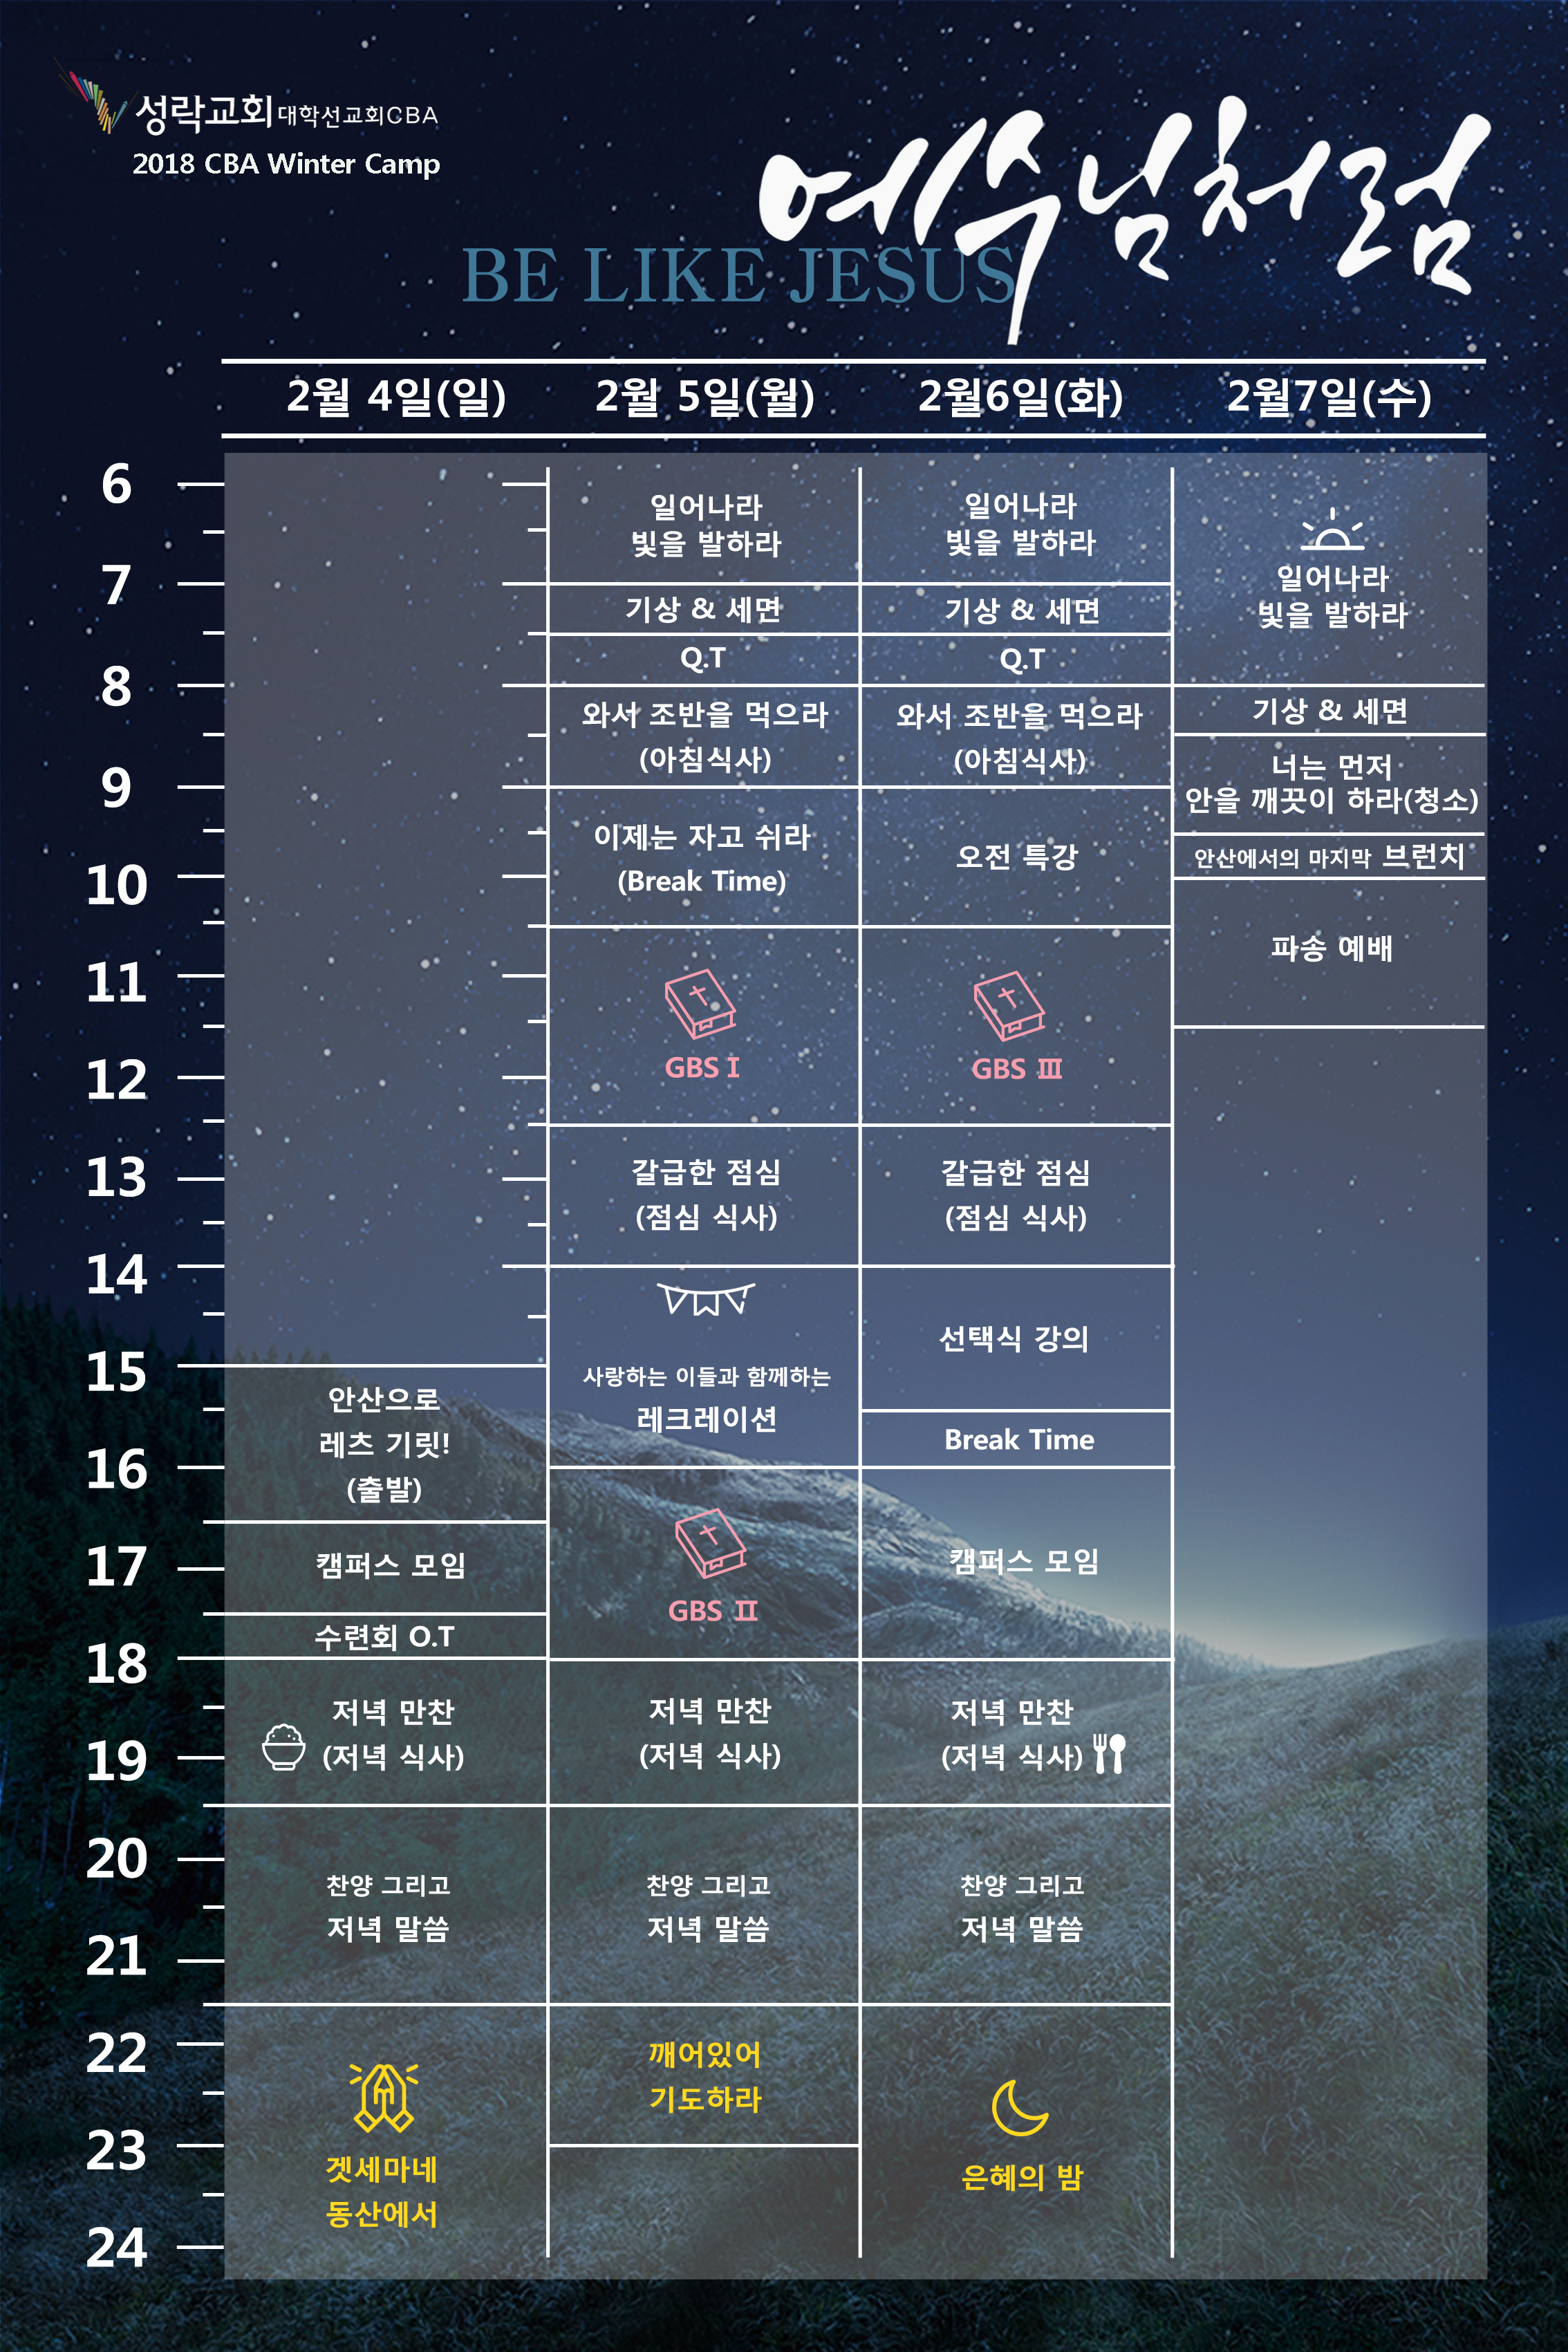 성락교회 대학선교회CBA
2018 CBA Winter Camp
예수님처럼
BE LIKE JESUS
2월 4일(일)
2월 5일(월)
2월6일(화)
2월7일(수)
6
7
8
9
10
11
12
13
14
15
16
17
18
19
20
21
22
23
24
안산으로
레츠 기릿!
(출발)
캠퍼스 모임
수련회 O.T
저녁 만찬
(저녁 식사)
찬양 그리고
저녁 말씀
겟세마네
동산에서
일어나라
빛을 발하라
기상 & 세면
Q.T
와서 조반을 먹으라
(아침식사)
이제는 자고 쉬라
(Break Time)
GBS Ⅰ
갈급한 점심
(점심 식사)
사랑하는 이들과 함께하는
레크레이션
GBS Ⅱ
저녁 만찬
(저녁 식사)
찬양 그리고
저녁 말씀
깨어있어
기도하라
일어나라
빛을 발하라
기상 & 세면
Q.T
와서 조반을 먹으라
(아침식사)
오전 특강
GBS Ⅲ
갈급한 점심
(점심 식사)
선택식 강의
Break Time
캠퍼스 모임
저녁 만찬
(저녁 식사)
찬양 그리고
저녁 말씀
은혜의 밤
일어나라
빛을 발하라
기상 & 세면
너는 먼저
안을 깨끗이 하라(청소)
안산에서의 마지막 브런치
파송 예배